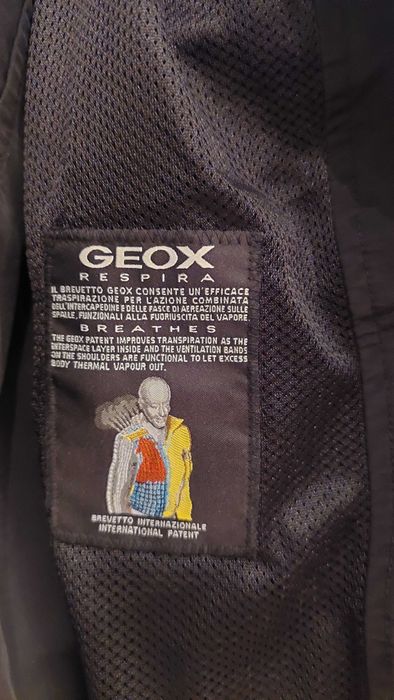 GEOX
RESPIRA
IL BREVETTO GEOX CONSENTE UN'EFFICACE
TRASPIRAZIONE PER L'AZIONE COMBINATA
DELL'INTERCAPEDINE E DELLE FASCE DI AEREAZIONE SULLE
SPALLE, FUNZIONALI ALLA FUORIUSCITA DEL VAPORE.
BREATHES
THE GEOX PATENT IMPROVES TRANSPIRATION AS THE
INTERSPACE LAYER INSIDE AND THE VENTILATION BANDS
ON THE SHOULDERS ARE FUNCTIONAL TO LET EXCESS
BODY THERMAL VAPOUR OUT.
BREVETTO INTERNAZIONALE
INTERNATIONAL PATENT